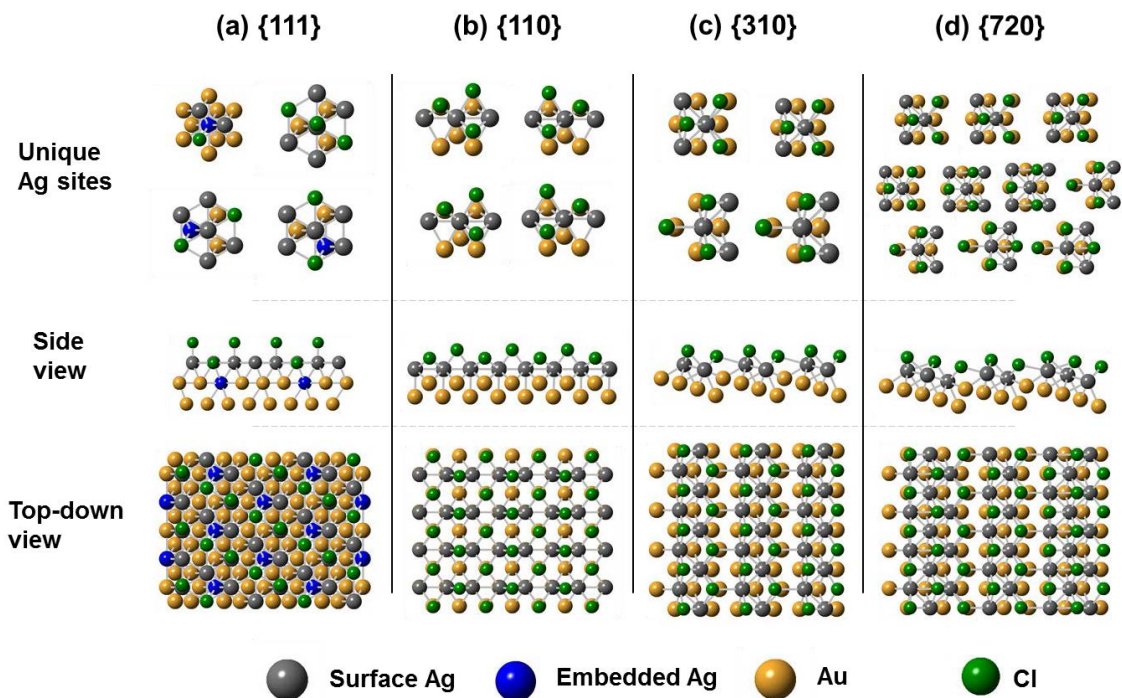 (a) {111} (b) {110} (c) {310} (d) {720}
Unique
Ag sites
Side
view
Top-down
view
Surface Ag Embedded Ag Au Cl